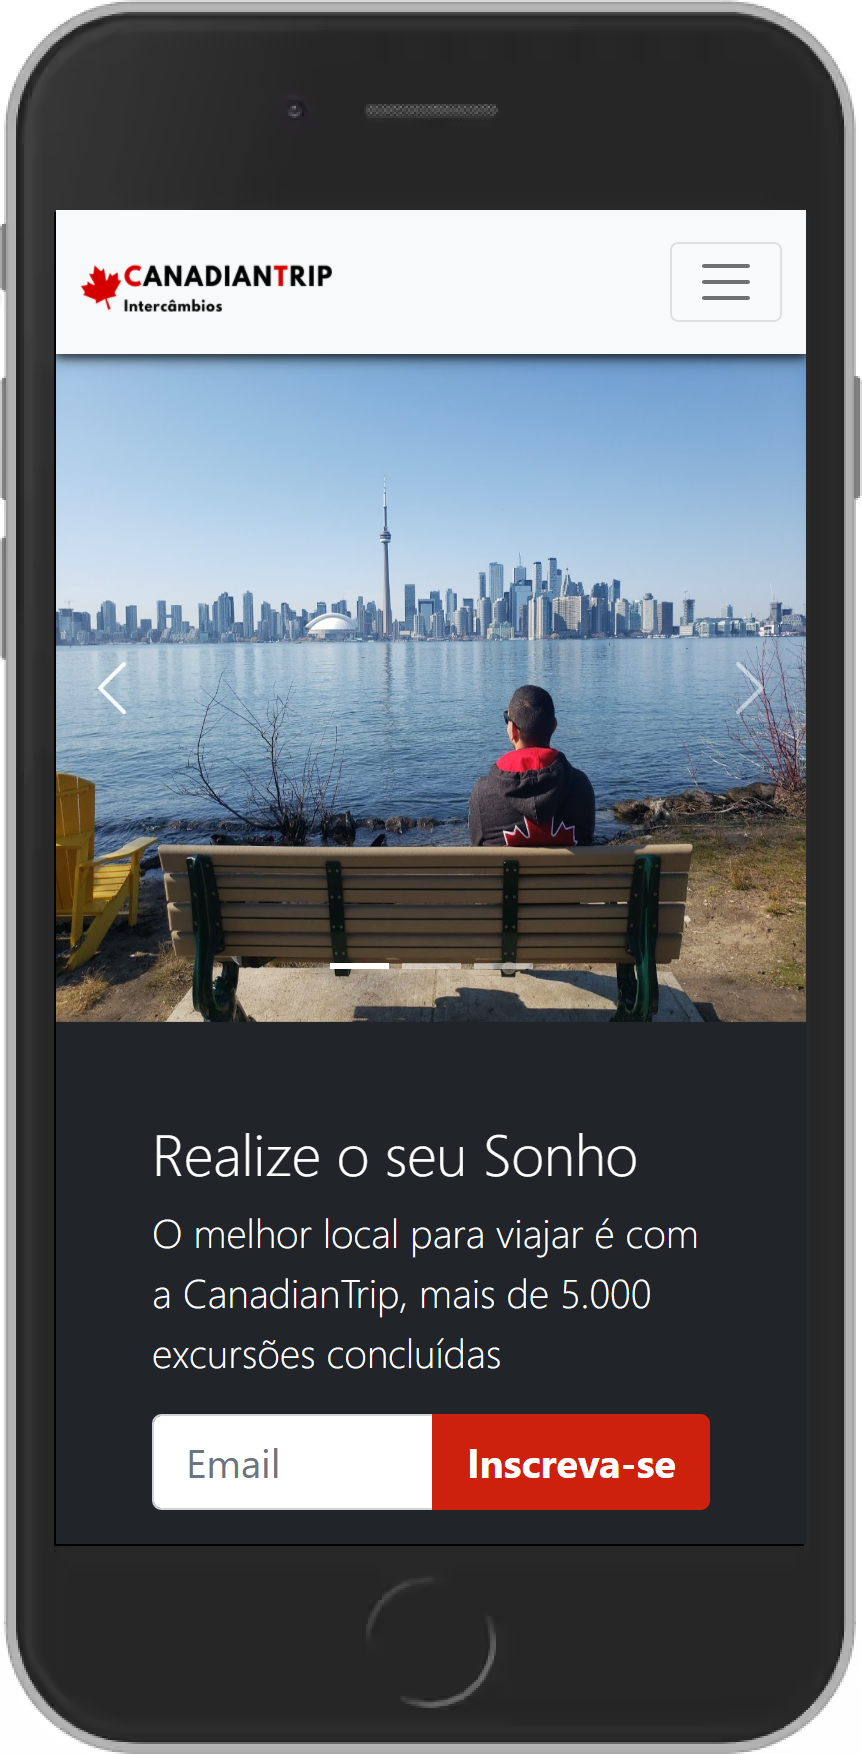 CANADIANTRIP
Intercâmbios
Realize o seu Sonho
O melhor local para viajar é com
a CanadianTrip, mais de 5.000
excursões concluídas
Email
Inscreva-se